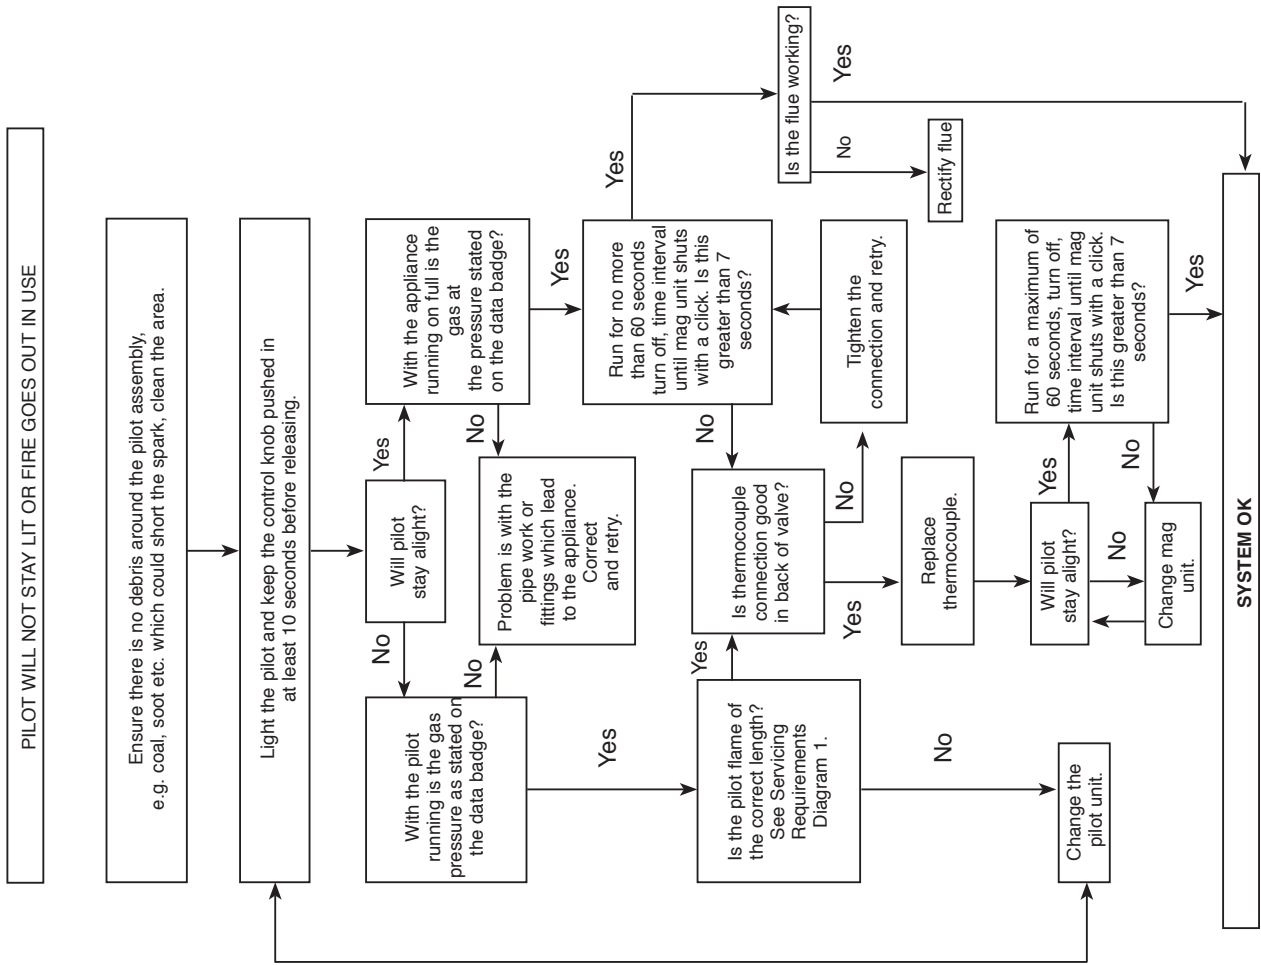 PILOT WILL NOT STAY LIT OR FIRE GOES OUT IN USE
Ensure there is no debris around the pilot assembly,
e.g. coal, soot etc. which could short the spark, clean the area.
Light the pilot and keep the control knob pushed in
at least 10 seconds before releasing.
Will pilot
stay alight?
No
Yes
With the pilot
running is the gas
pressure as stated on
the data badge?
No
Yes
With the appliance
running on full is the
gas at
the pressure stated
on the data badge?
No
Yes
Problem is with the
pipe work or
fittings which lead
to the appliance.
Correct
and retry.
Run for no more
than 60 seconds
turn off, time interval
until mag unit shuts
with a click. Is this
greater than 7
seconds?
No
Yes
Is the flue working?
No
Yes
Rectify flue
Is the pilot flame of
the correct length?
See Servicing
Requirements
Diagram 1.
Yes
No
Is thermocouple
connection good
in back of valve?
Yes
No
Tighten the
connection and retry.
Replace
thermocouple.
Will pilot
stay alight?
Yes
No
Run for a maximum of
60 seconds, turn off,
time interval until mag
unit shuts with a click.
Is this greater than 7
seconds?
No
Yes
Change mag
unit.
Change the
pilot unit.
SYSTEM OK